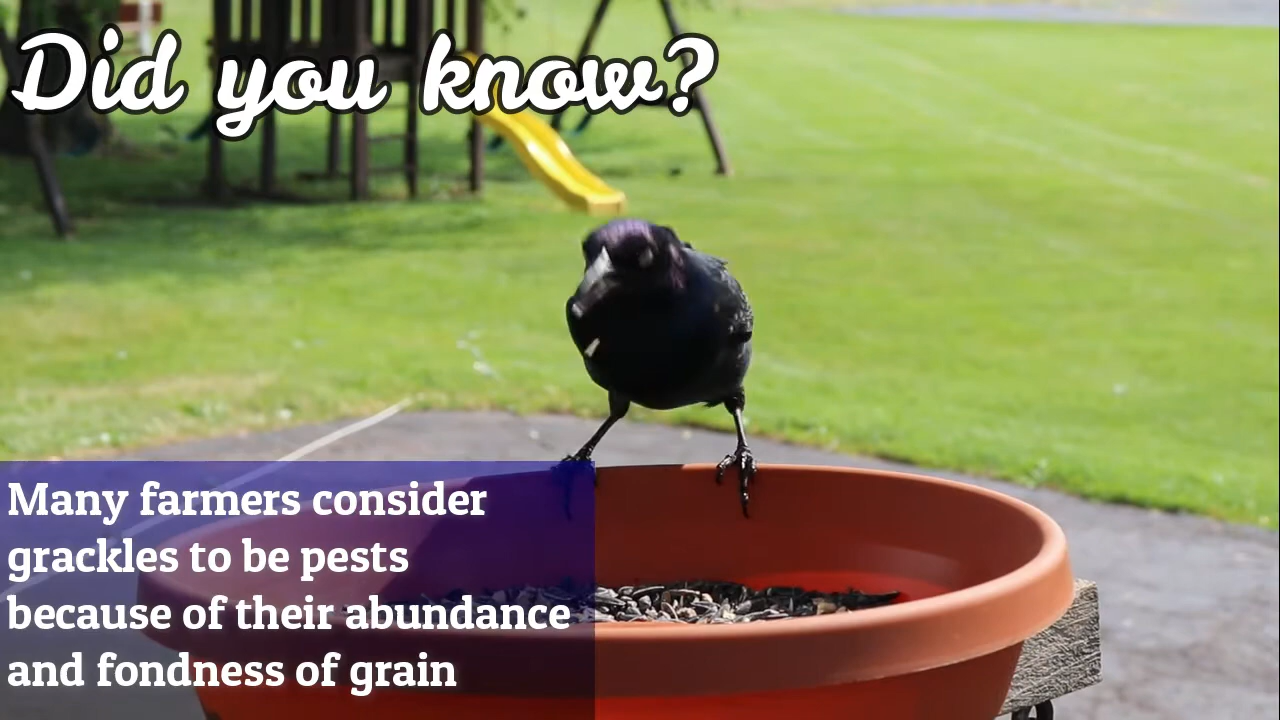 Did you know?
Many farmers consider
grackles to be pests
because of their abundance
and fondness of grain